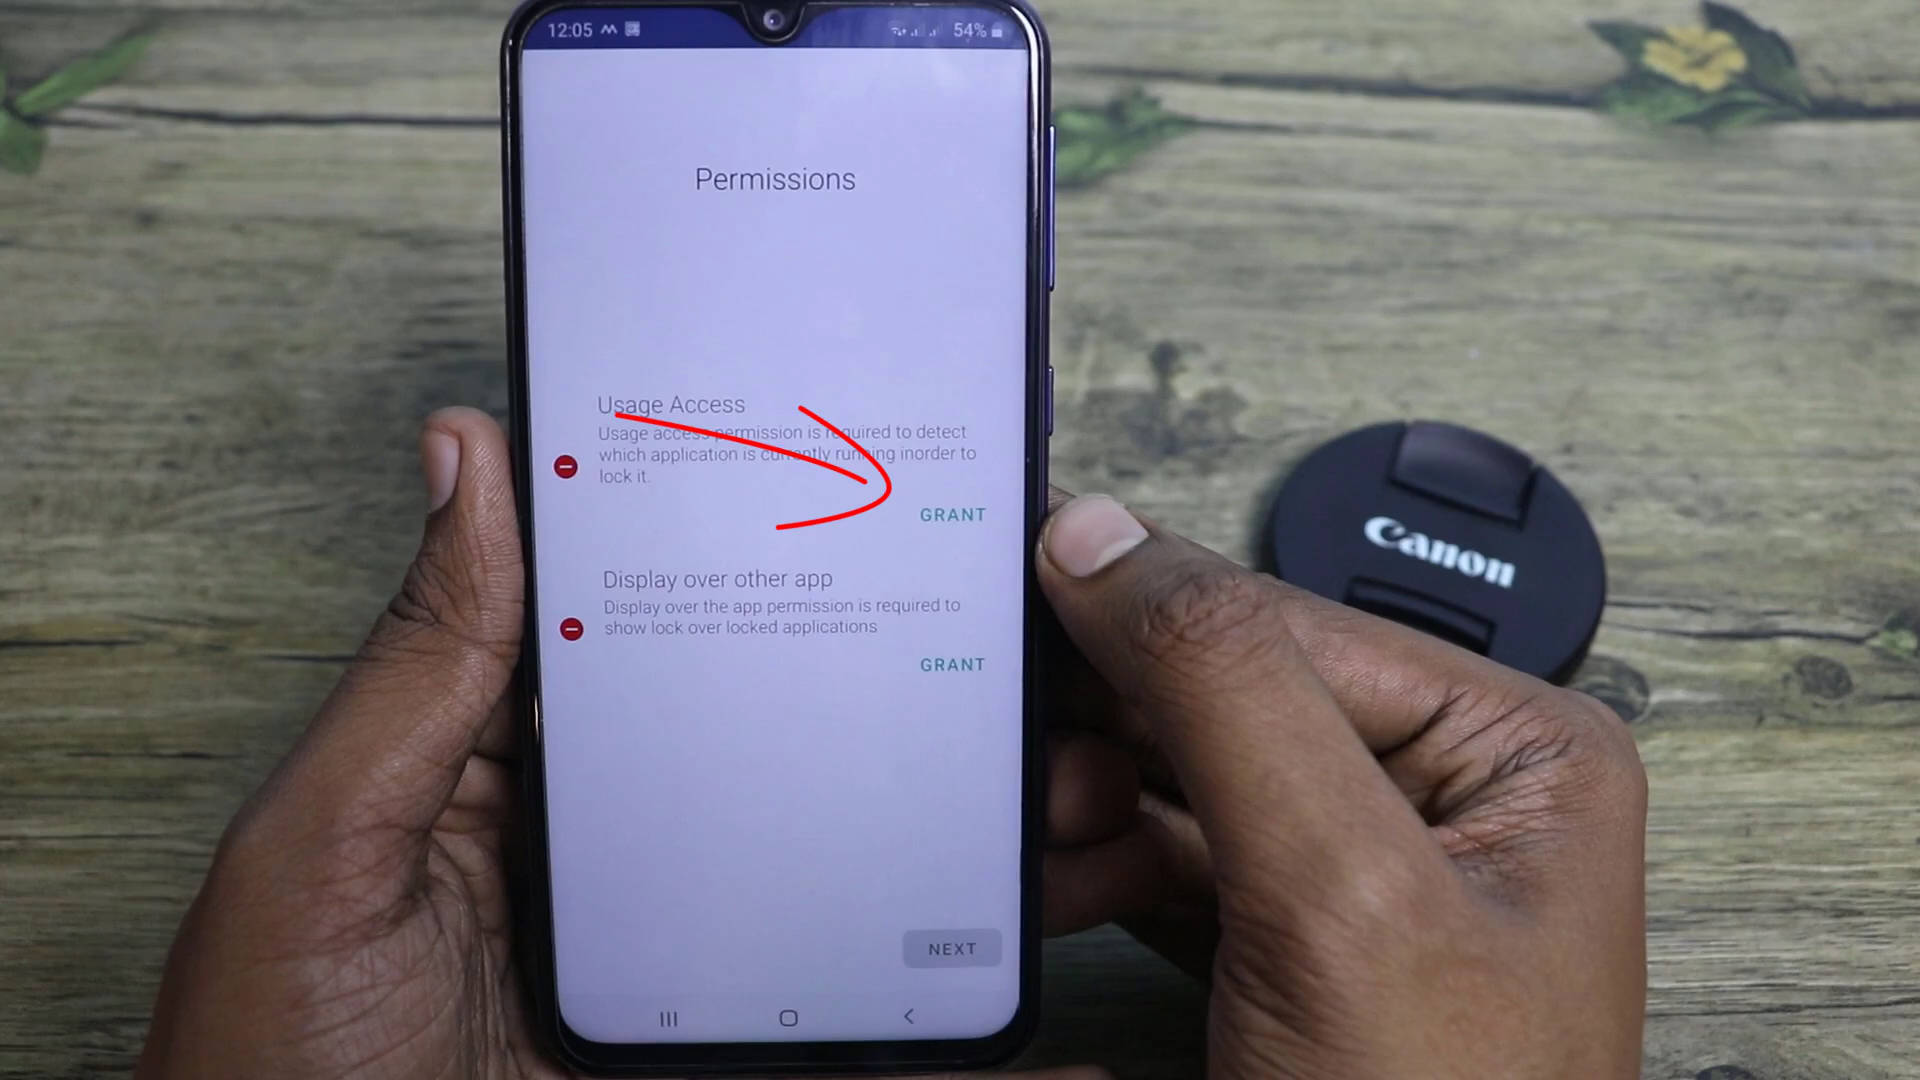 12:05
54%
Permissions
Usage Access
Usage access permission is required to detect
which application is currently running inorder to
lock it.
GRANT
Display over other app
Display over the app permission is required to
show lock over locked applications
GRANT
NEXT
Canon